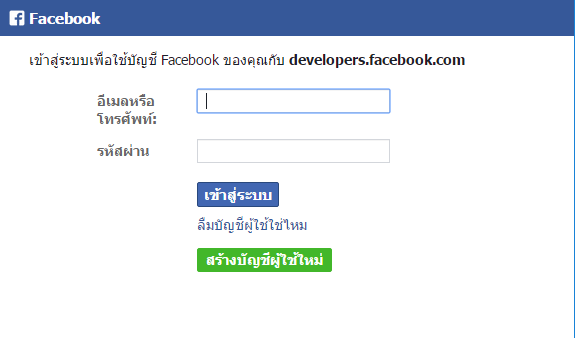 Facebook
เข้าสู่ระบบเพื่อใช้บัญชี Facebook ของคุณกับ developers.facebook.com
อีเมลหรือ
โทรศัพท์:
รหัสผ่าน
เข้าสู่ระบบ
ลืมบัญชีผู้ใช้ใช่ไหม
สร้างบัญชีผู้ใช้ใหม่